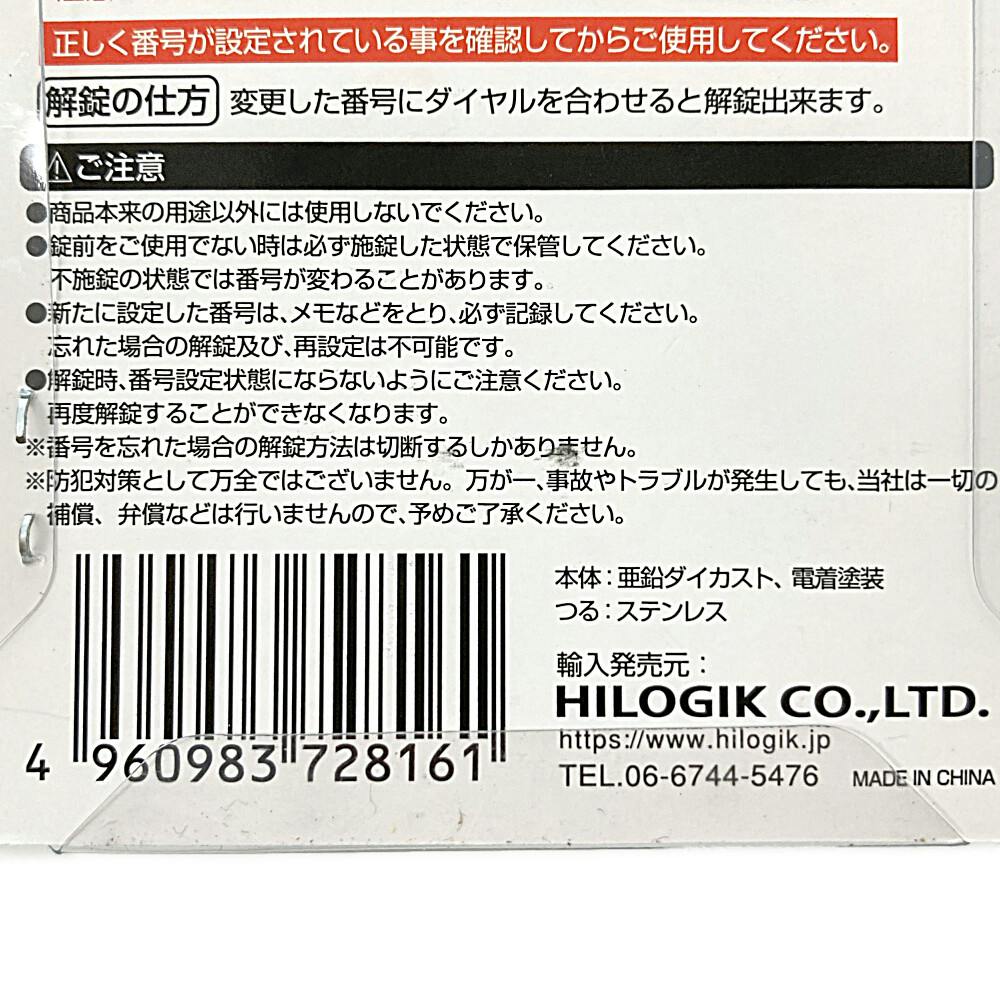 正しく番号が設定されている事を確認してからご使用してください。
解錠の仕方 変更した番号にダイヤルを合わせると解錠出来ます。
⚠ご注意
●商品本来の用途以外には使用しないでください。
●錠前をご使用でない時は必ず施錠した状態で保管してください。
不施錠の状態では番号が変わることがあります。
●新たに設定した番号は、メモなどをとり、必ず記録してください。
忘れた場合の解錠及び、再設定は不可能です。
●解錠時、番号設定状態にならないようにご注意ください。
再度解錠することができなくなります。
※番号を忘れた場合の解錠方法は切断するしかありません。
※防犯対策として万全ではございません。万が一、事故やトラブルが発生しても、当社は一切の
補償、弁償などは行いませんので、予めご了承ください。
本体：亜鉛ダイカスト、電着塗装
つる：ステンレス
輸入発売元：
HILOGIK CO.,LTD.
https://www.hilogik.jp
TEL.06-6744-5476 MADE IN CHINA
4 960983 728161